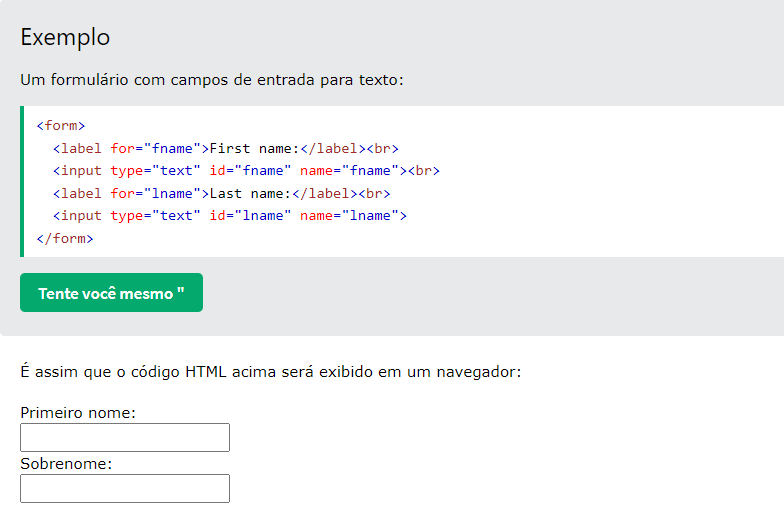 Exemplo
Um formulário com campos de entrada para texto:
<form>
  <label for="fname">First name:</label><br>
  <input type="text" id="fname" name="fname"><br>
  <label for="lname">Last name:</label><br>
  <input type="text" id="lname" name="lname">
</form>
Tente você mesmo "
É assim que o código HTML acima será exibido em um navegador:
Primeiro nome:
Sobrenome: